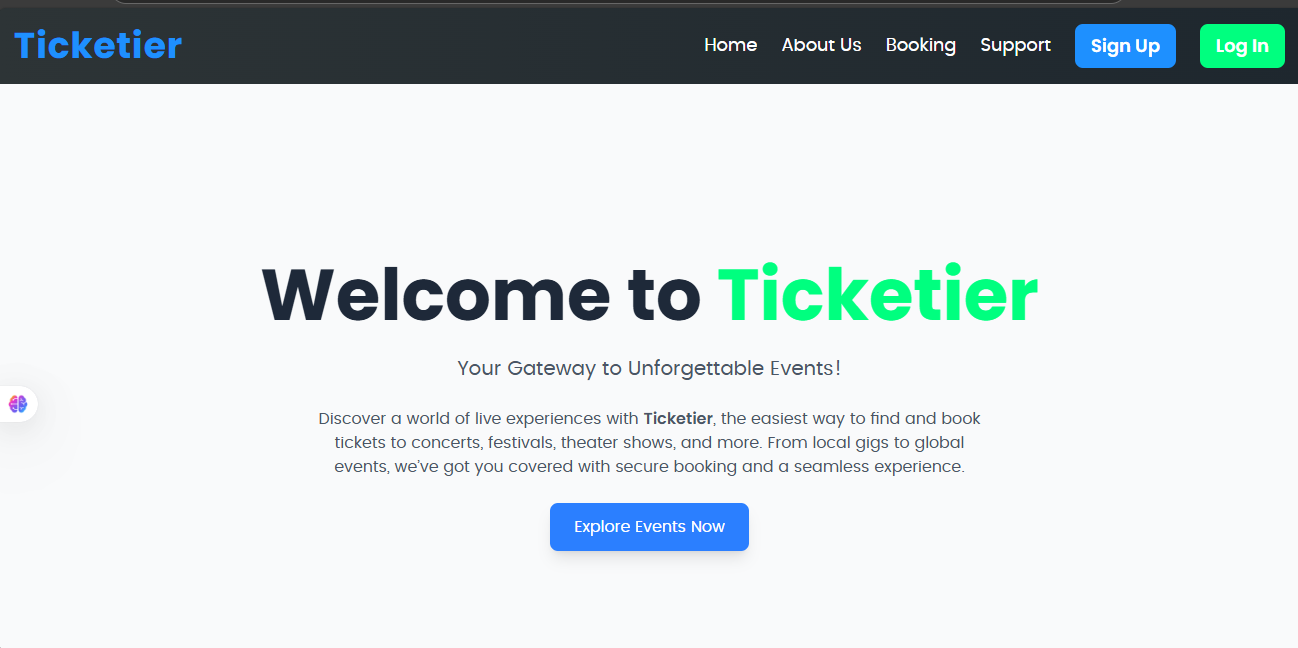 Ticketier
Home About Us Booking Support Sign Up Log In
Welcome to Ticketier
Your Gateway to Unforgettable Events!
Discover a world of live experiences with Ticketier, the easiest way to find and book
tickets to concerts, festivals, theater shows, and more. From local gigs to global
events, we’ve got you covered with secure booking and a seamless experience.
Explore Events Now